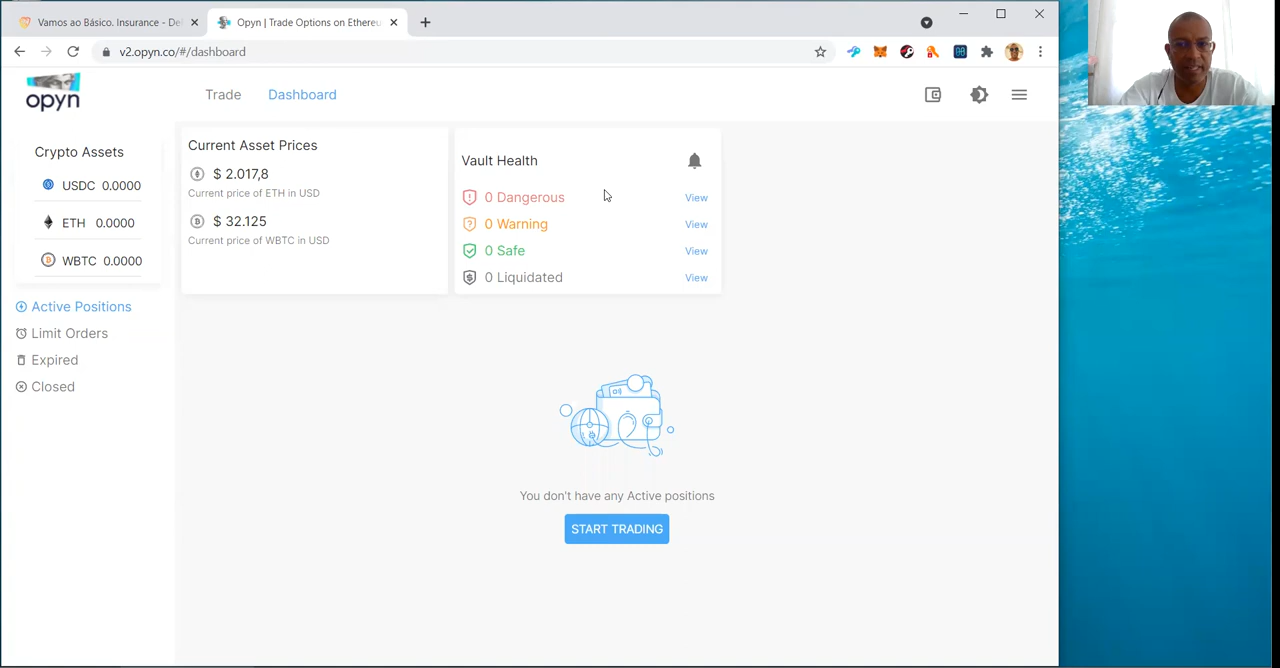 Vamos ao Básico. Insurance - De
Opyn | Trade Options on Ethereu
v2.opyn.co/#/dashboard
opyn
Trade
Dashboard
Crypto Assets
USDC 0.0000
ETH 0.0000
WBTC 0.0000
Active Positions
Limit Orders
Expired
Closed
Current Asset Prices
$ 2.017,8
Current price of ETH in USD
$ 32.125
Current price of WBTC in USD
Vault Health
0 Dangerous View
0 Warning View
0 Safe View
0 Liquidated View
You don't have any Active positions
START TRADING